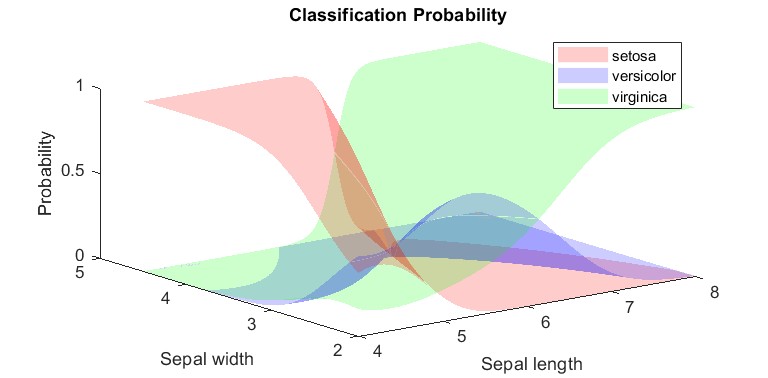 Classification Probability
setosa
versicolor
virginica
Probability
1
0.5
0
5
4
3
2
Sepal width
4
5
6
7
8
Sepal length